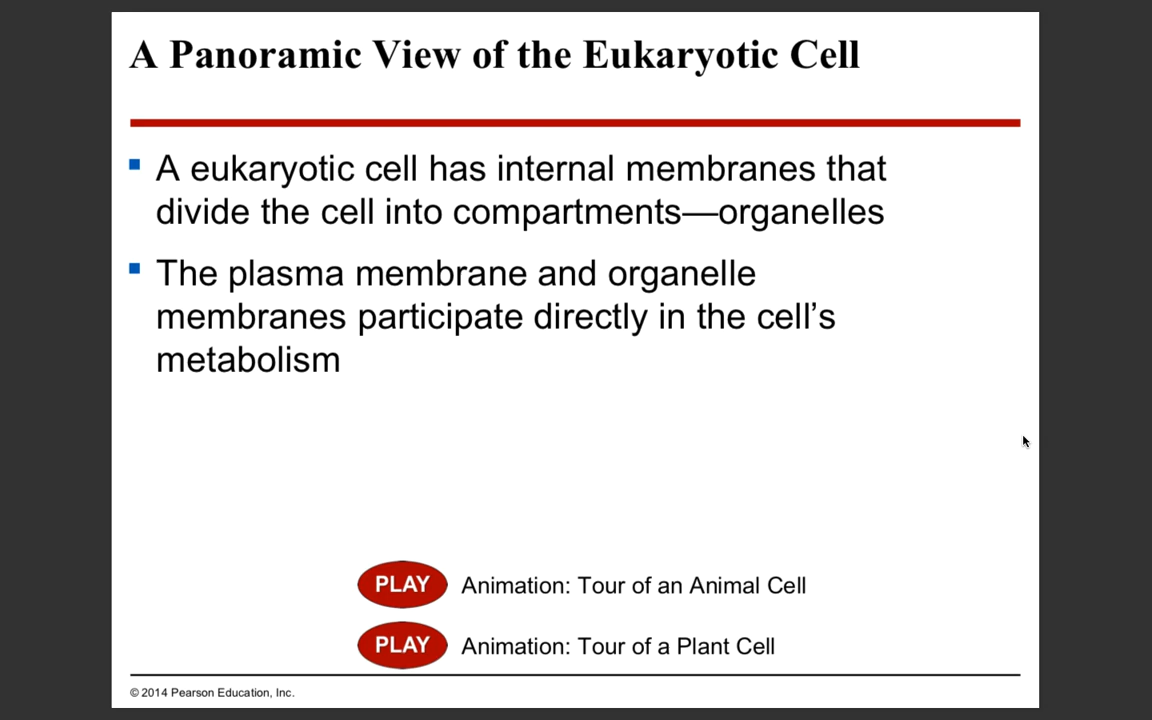 A Panoramic View of the Eukaryotic Cell
A eukaryotic cell has internal membranes that
divide the cell into compartments—organelles
The plasma membrane and organelle
membranes participate directly in the cell’s
metabolism
PLAY Animation: Tour of an Animal Cell
PLAY Animation: Tour of a Plant Cell
© 2014 Pearson Education, Inc.